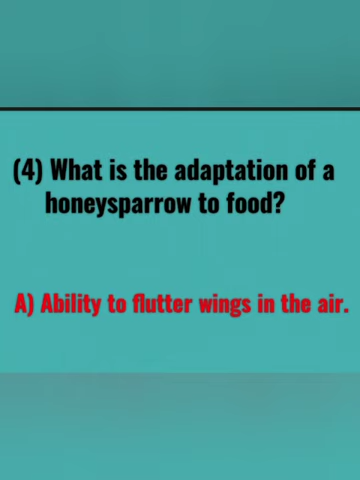 (4) What is the adaptation of a
honeysparrow to food?
A) Ability to flutter wings in the air.